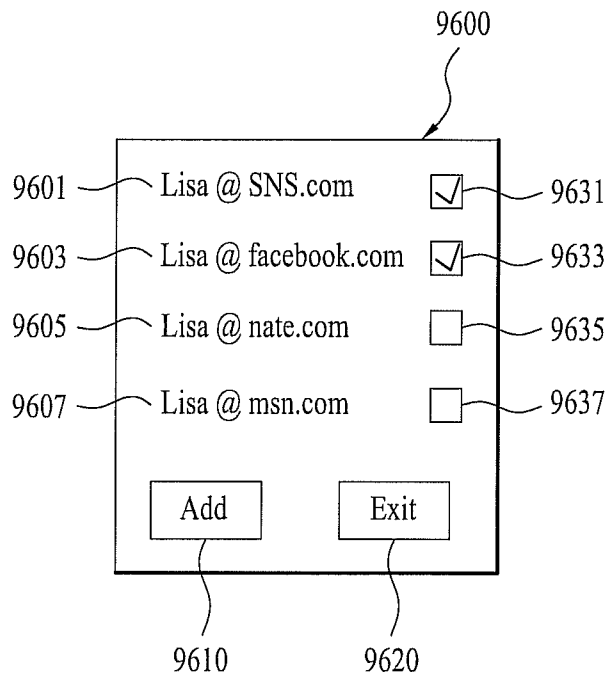 9600
9601 Lisa @ SNS.com 9631
9603 Lisa @ facebook.com 9633
9605 Lisa @ nate.com 9635
9607 Lisa @ msn.com 9637
Add Exit
9610 9620